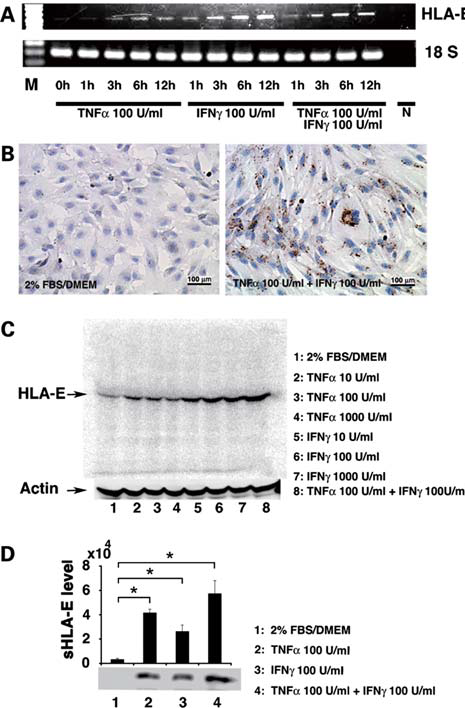 A
HLA-E
18 S
M 0h 1h 3h 6h 12h 1h 3h 6h 12h 1h 3h 6h 12h
TNFα 100 U/ml IFNγ 100 U/ml TNFα 100 U/ml N
IFNγ 100 U/ml
B
2% FBS/DMEM 100 μm TNFα 100 U/ml + IFNγ 100 U/ml 100 μm
C
HLA-E
Actin
1 2 3 4 5 6 7 8
1: 2% FBS/DMEM
2: TNFα 10 U/ml
3: TNFα 100 U/ml
4: TNFα 1000 U/ml
5: IFNγ 10 U/ml
6: IFNγ 100 U/ml
7: IFNγ 1000 U/ml
8: TNFα 100 U/ml + IFNγ 100U/m
D
x10⁴
sHLA-E level
8
6
4
2
0
* * *
1 2 3 4
1: 2% FBS/DMEM
2: TNFα 100 U/ml
3: IFNγ 100 U/ml
4: TNFα 100 U/ml + IFNγ 100 U/ml